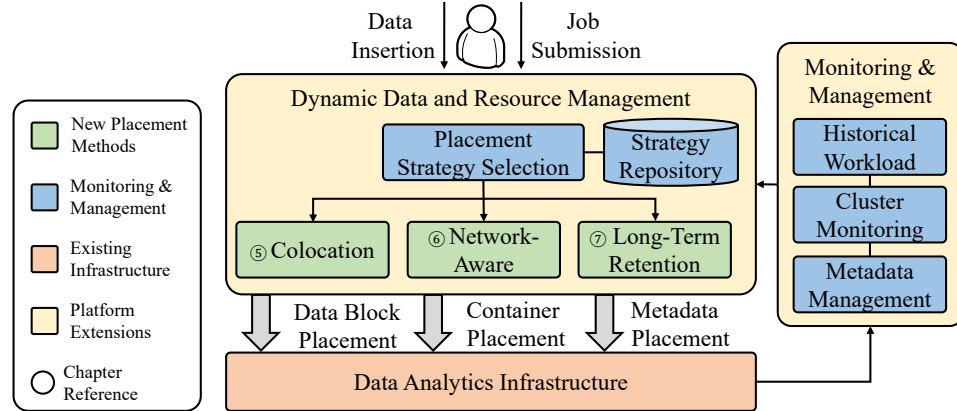 Data
Insertion
Job
Submission
New Placement
Methods
Monitoring &
Management
Existing
Infrastructure
Platform
Extensions
Chapter
Reference
Dynamic Data and Resource Management
Placement
Strategy Selection
Strategy
Repository
⑤ Colocation
⑥ Network-
Aware
⑦ Long-Term
Retention
Data Block
Placement
Container
Placement
Metadata
Placement
Data Analytics Infrastructure
Monitoring &
Management
Historical
Workload
Cluster
Monitoring
Metadata
Management